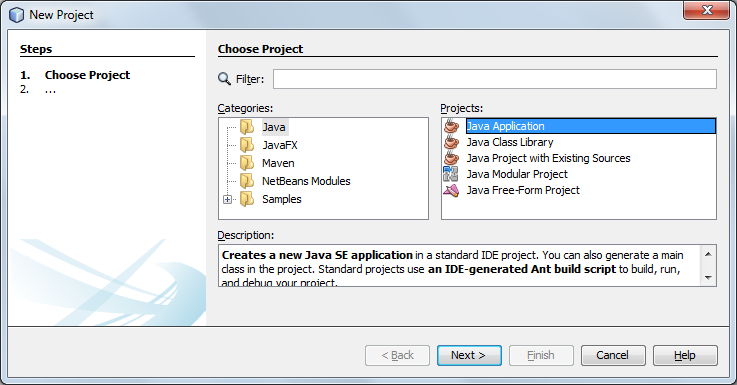 New Project
Steps
1. Choose Project
2. ...
Choose Project
Filter:
Categories:
Java
JavaFX
Maven
NetBeans Modules
Samples
Projects:
Java Application
Java Class Library
Java Project with Existing Sources
Java Modular Project
Java Free-Form Project
Description:
Creates a new Java SE application in a standard IDE project. You can also generate a main
class in the project. Standard projects use an IDE-generated Ant build script to build, run,
and debug your project.
< Back
Next >
Finish
Cancel
Help